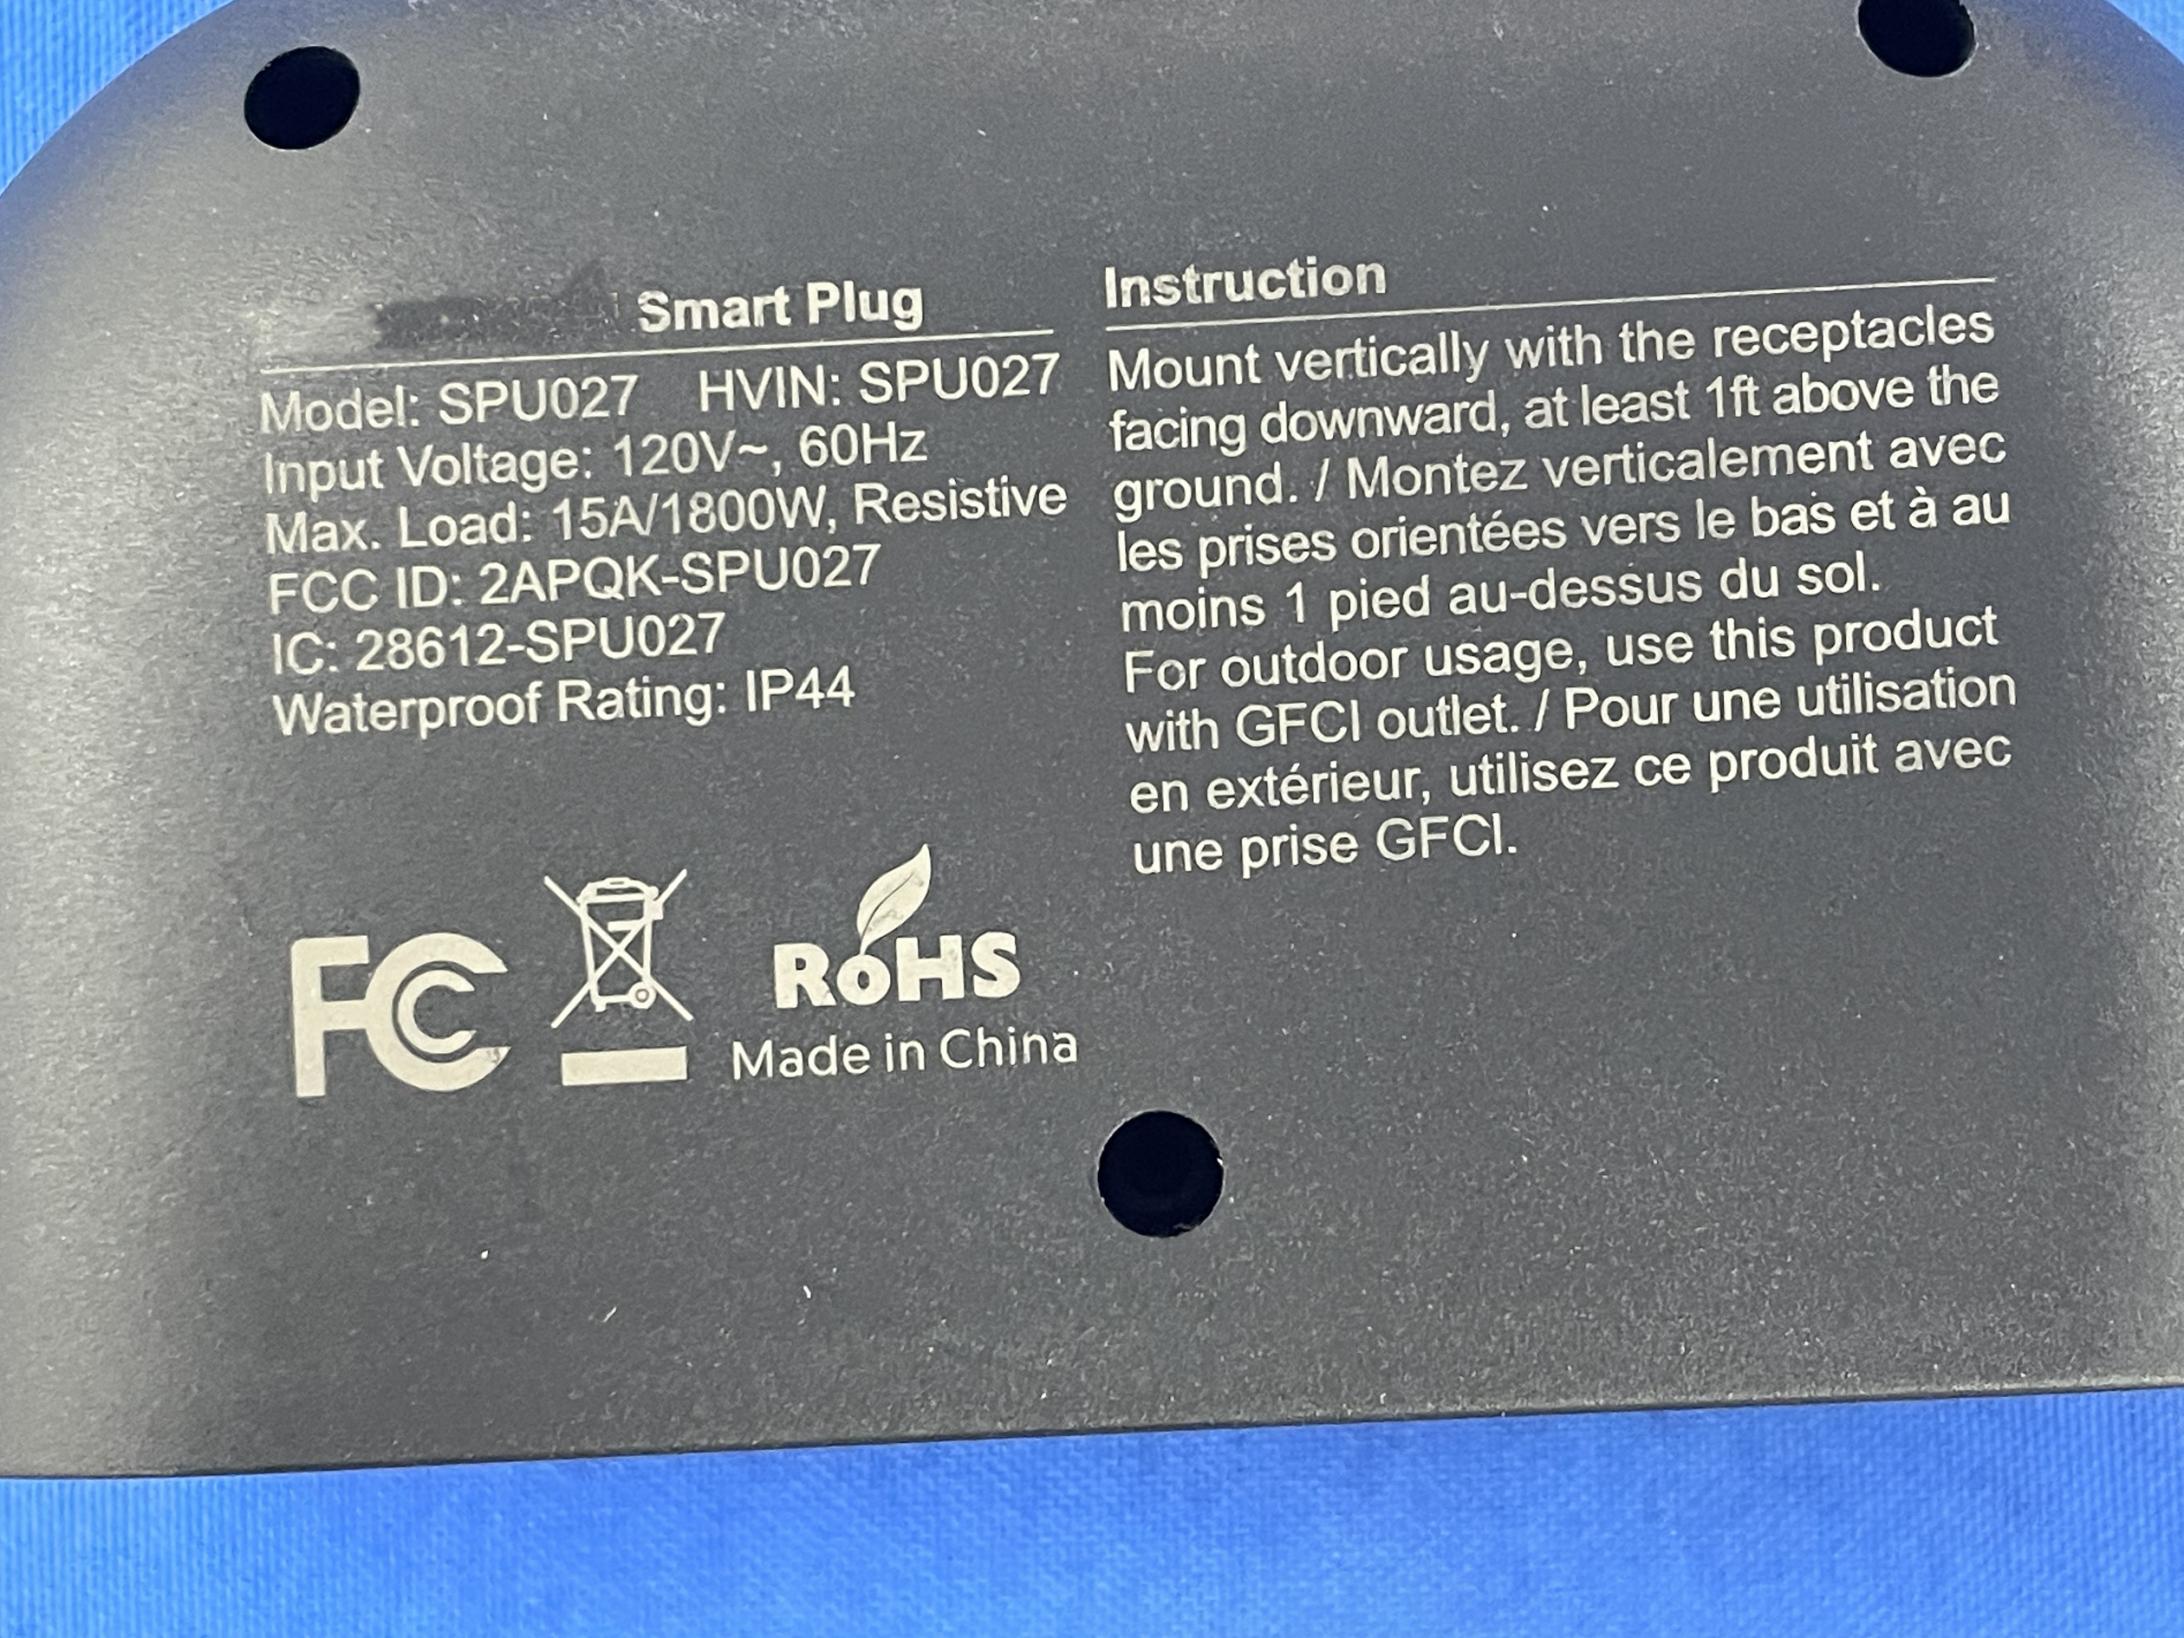 Smart Plug
Model: SPU027 HVIN: SPU027
Input Voltage: 120V~, 60Hz
Max. Load: 15A/1800W, Resistive
FCC ID: 2APQK-SPU027
IC: 28612-SPU027
Waterproof Rating: IP44
FC
RoHS
Made in China
Instruction
Mount vertically with the receptacles
facing downward, at least 1ft above the
ground. / Montez verticalement avec
les prises orientées vers le bas et à au
moins 1 pied au-dessus du sol.
For outdoor usage, use this product
with GFCI outlet. / Pour une utilisation
en extérieur, utilisez ce produit avec
une prise GFCI.